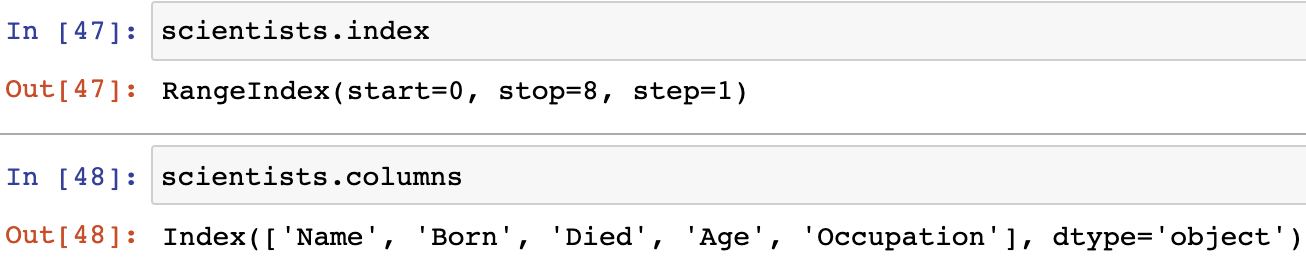 In [47]: scientists.index
Out[47]: RangeIndex(start=0, stop=8, step=1)
In [48]: scientists.columns
Out[48]: Index(['Name', 'Born', 'Died', 'Age', 'Occupation'], dtype='object')